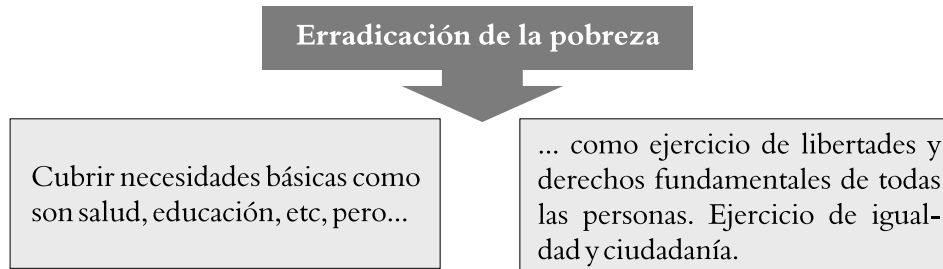 Erradicación de la pobreza
Cubrir necesidades básicas como
son salud, educación, etc, pero...
... como ejercicio de libertades y
derechos fundamentales de todas
las personas. Ejercicio de igual-
dad y ciudadanía.